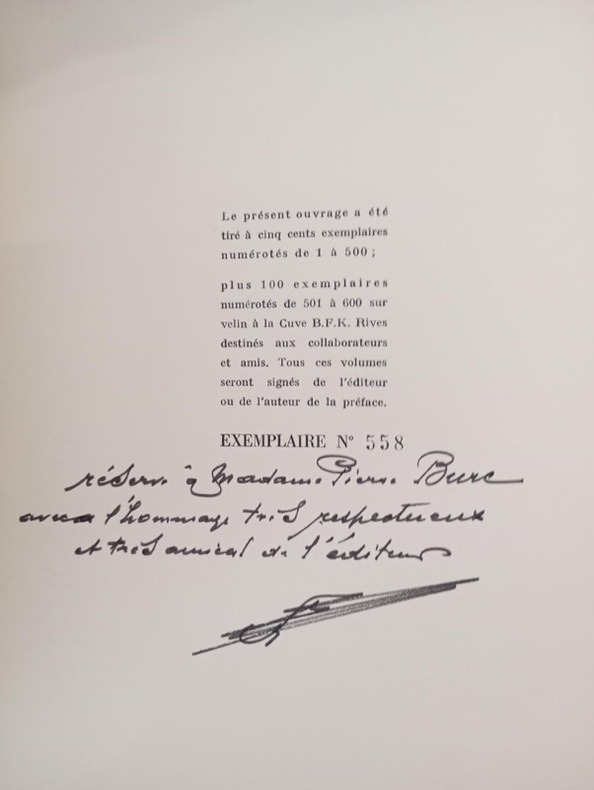 Le présent ouvrage a été
tiré à cinq cents exemplaires
numérotés de 1 à 500 ;
plus 100 exemplaires
numérotés de 501 à 600 sur
velin à la Cuve B.F.K. Rives
destinés aux collaborateurs
et amis. Tous ces volumes
seront signés de l'éditeur
ou de l'auteur de la préface.
EXEMPLAIRE Nº 558
réservé à Madame Pierre
avec l'hommage très respectueux
et très amical de l'éditeur